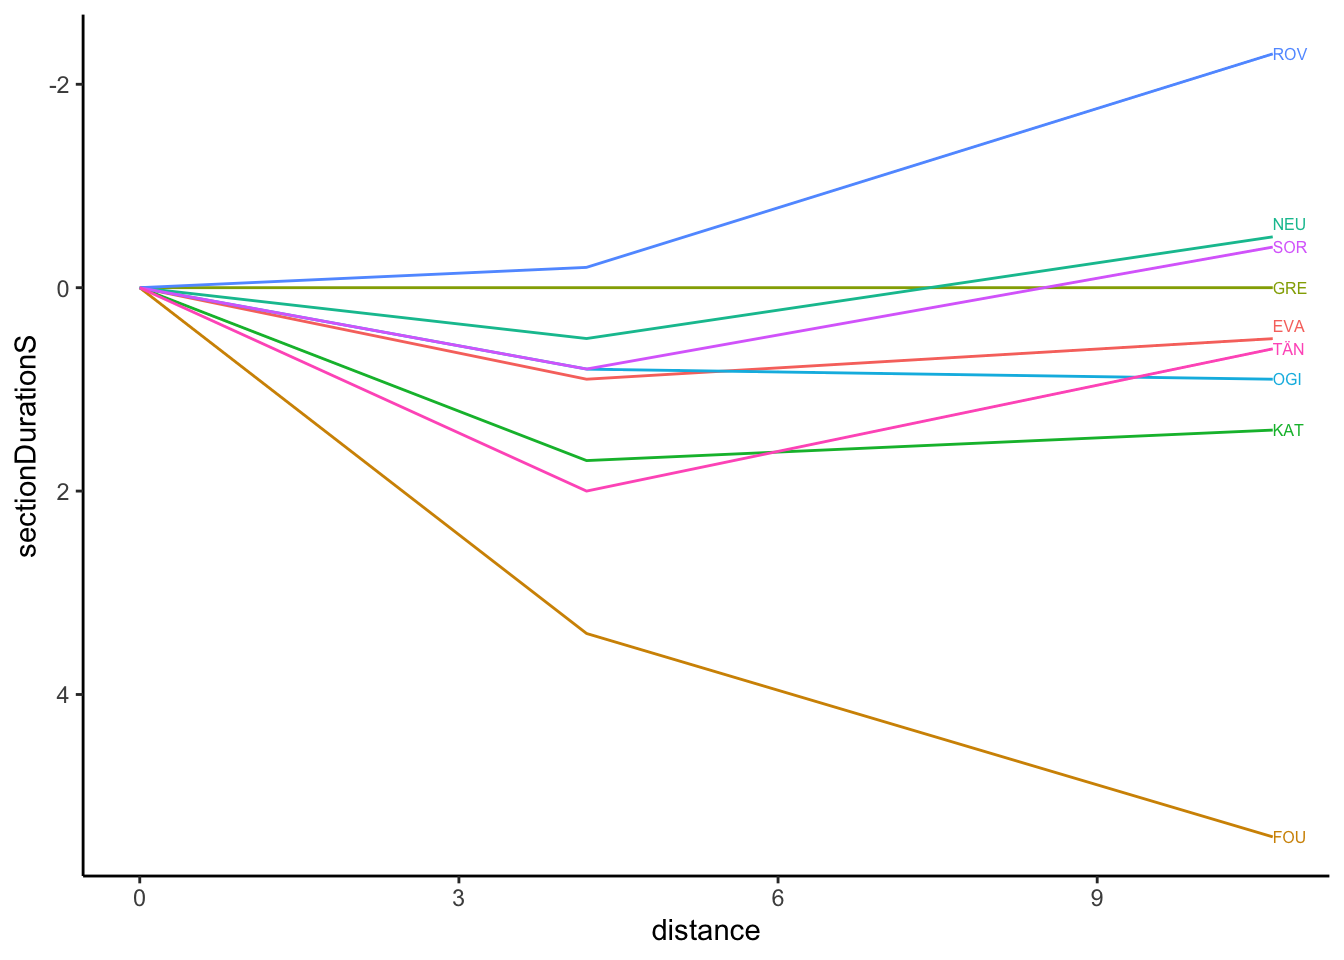 -2
0
2
4
sectionDurationS
ROV
NEU
SOR
GRE
EVA
TÄN
OGI
KAT
FOU
0 3 6 9
distance